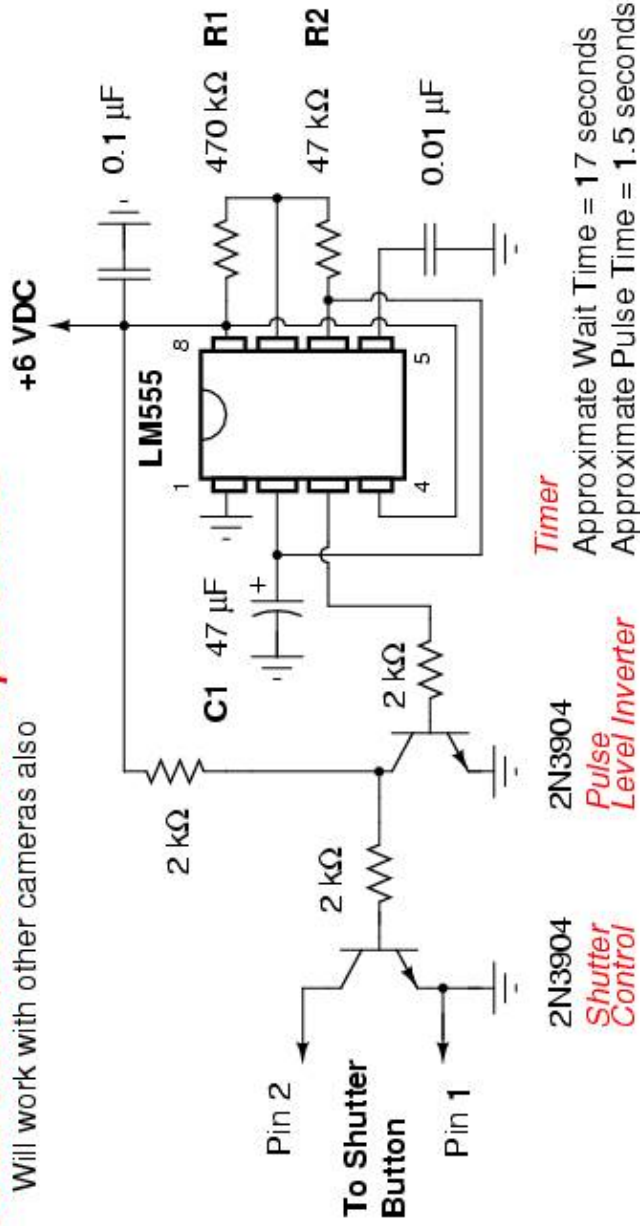 Will work with other cameras also
+6 VDC
0.1 µF
2 kΩ
LM555
470 kΩ R1
47 kΩ R2
0.01 µF
1
8
4
5
C1 47 µF
+
2 kΩ
2 kΩ
Pin 2
To Shutter
Button
Pin 1
2N3904
Shutter
Control
2N3904
Pulse
Level Inverter
Timer
Approximate Wait Time = 17 seconds
Approximate Pulse Time = 1.5 seconds